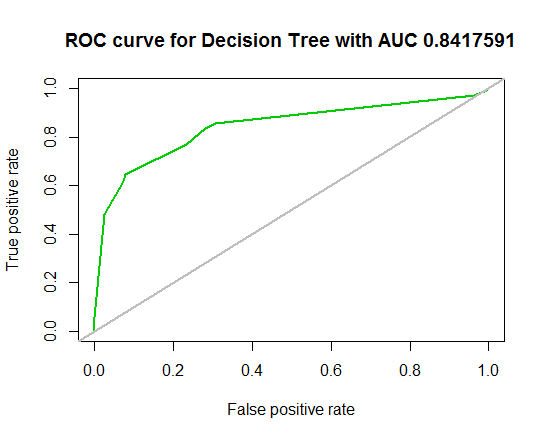 ROC curve for Decision Tree with AUC 0.8417591
1.0
0.8
0.6
0.4
0.2
0.0
True positive rate
0.0 0.2 0.4 0.6 0.8 1.0
False positive rate